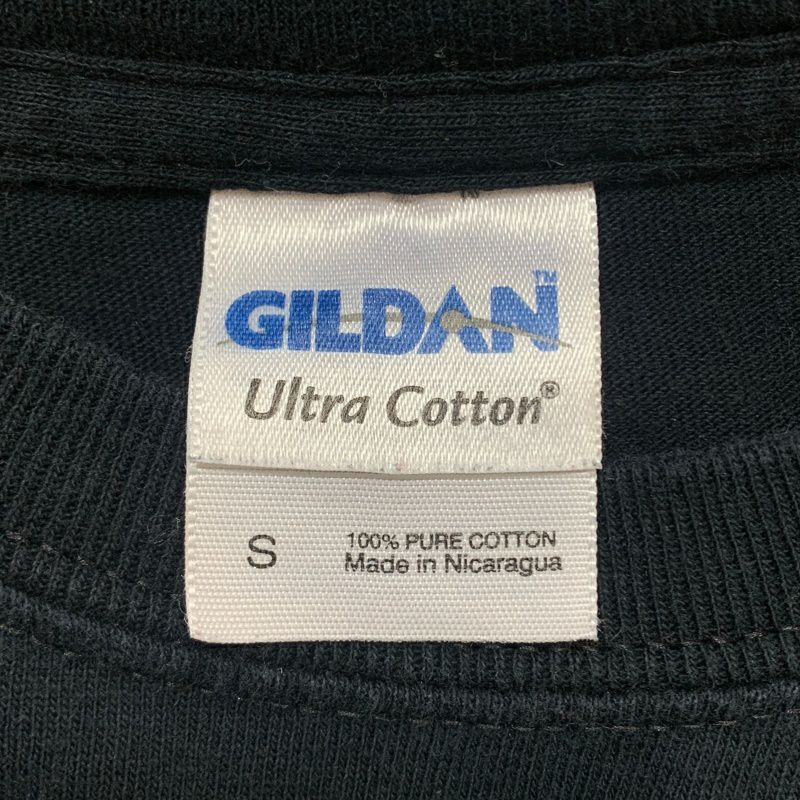 GILDAN™
Ultra Cotton®
S
100% PURE COTTON
Made in Nicaragua